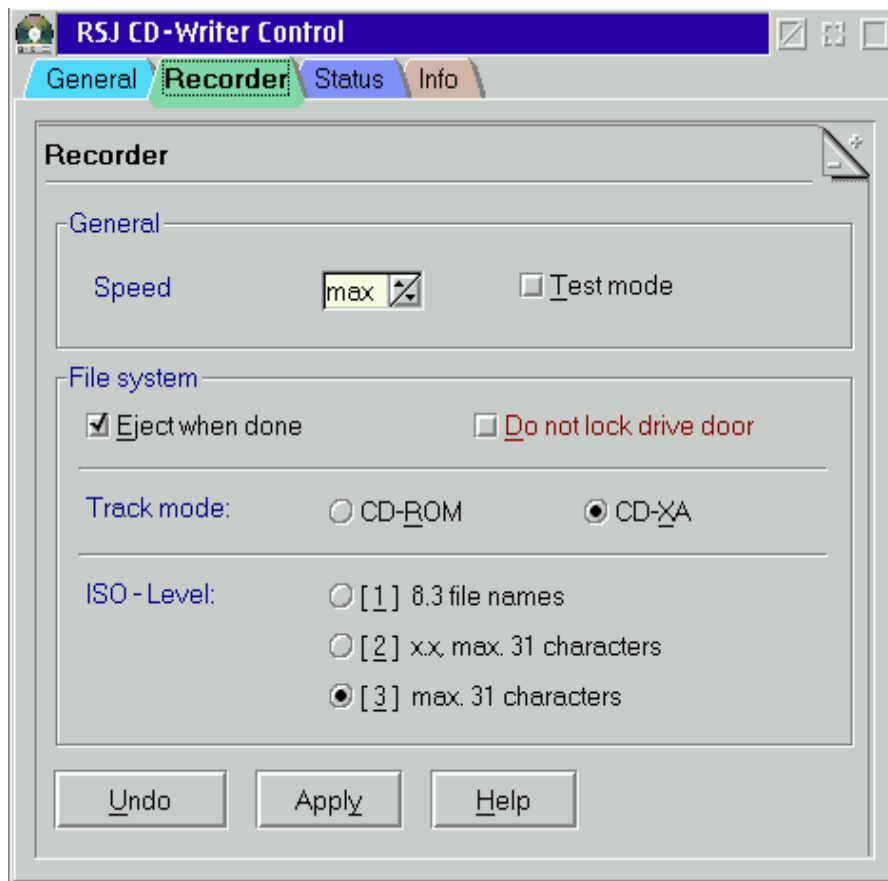 RSJ CD-Writer Control
General Recorder Status Info
Recorder
General
Speed max Test mode
File system
Eject when done Do not lock drive door
Track mode: CD-ROM CD-XA
ISO - Level: [ 1 ] 8.3 file names
[ 2 ] x.x, max. 31 characters
[ 3 ] max. 31 characters
Undo Apply Help